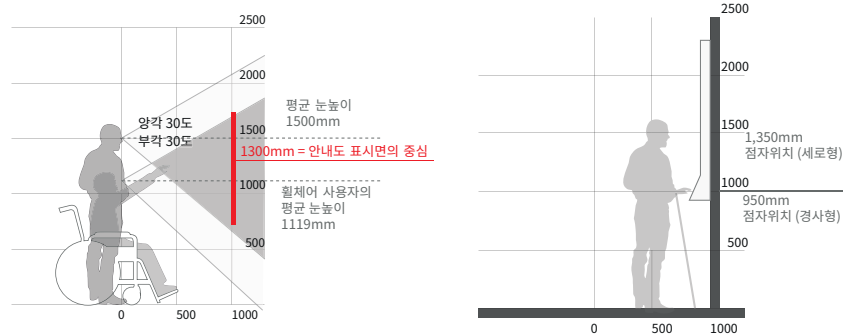 2500
2000
앙각 30도
부각 30도
평균 눈높이
1500mm
1500
1300mm = 안내도 표시면의 중심
1000
휠체어 사용자의
평균 눈높이
1119mm
500
0
500
1000
2500
2000
1500
1,350mm
점자위치 (세로형)
1000
950mm
점자위치 (경사형)
500
0
500
1000